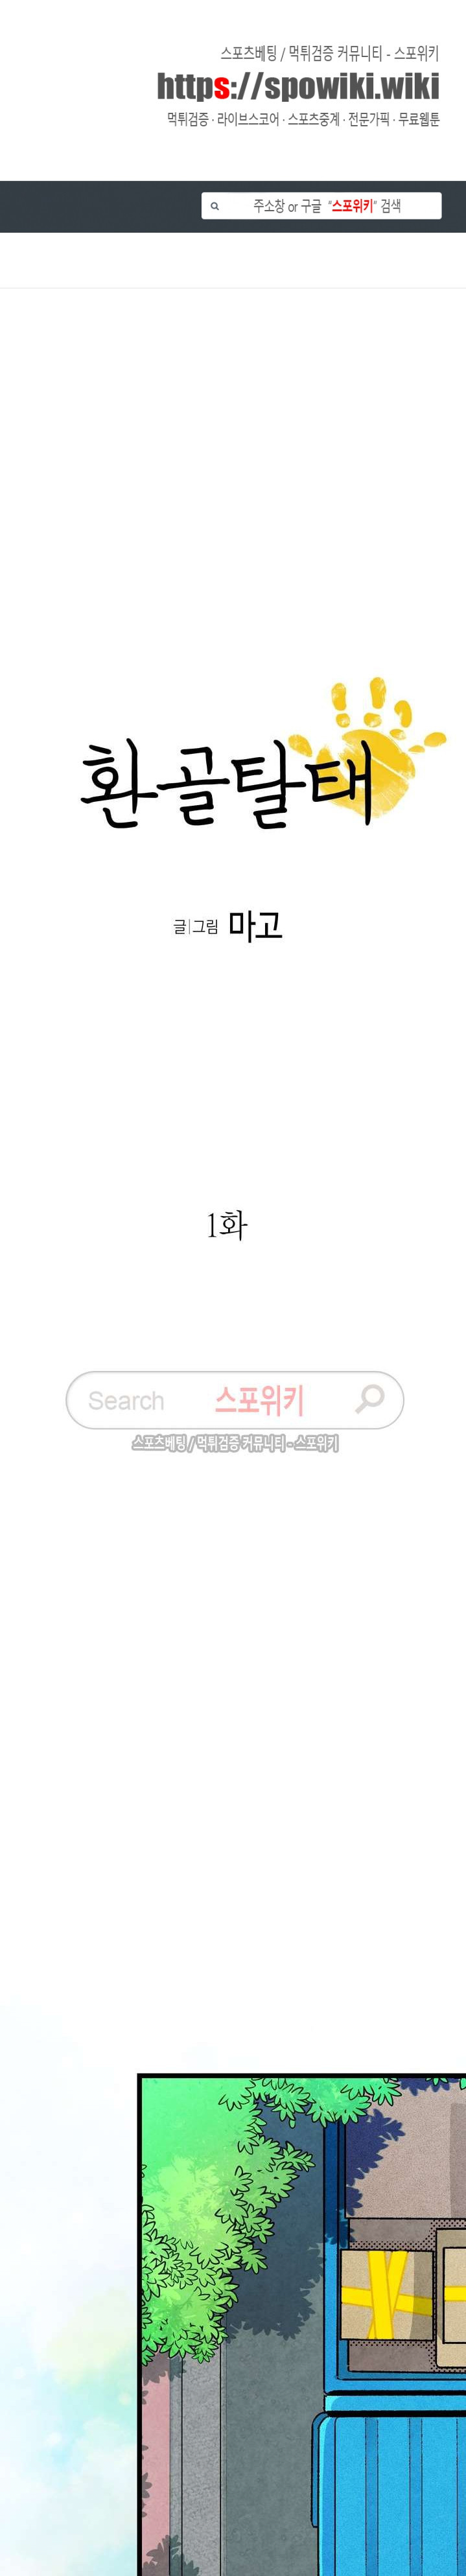 스포츠베팅 / 먹튀검증 커뮤니티 - 스포위키
https://spowiki.wiki
먹튀검증 · 라이브스코어 · 스포츠중계 · 전문가픽 · 무료웹툰
주소창 or 구글 "스포위키" 검색
환골탈태
글|그림 마고
1화
Search 스포위키
스포츠베팅 / 먹튀검증 커뮤니티 - 스포위키